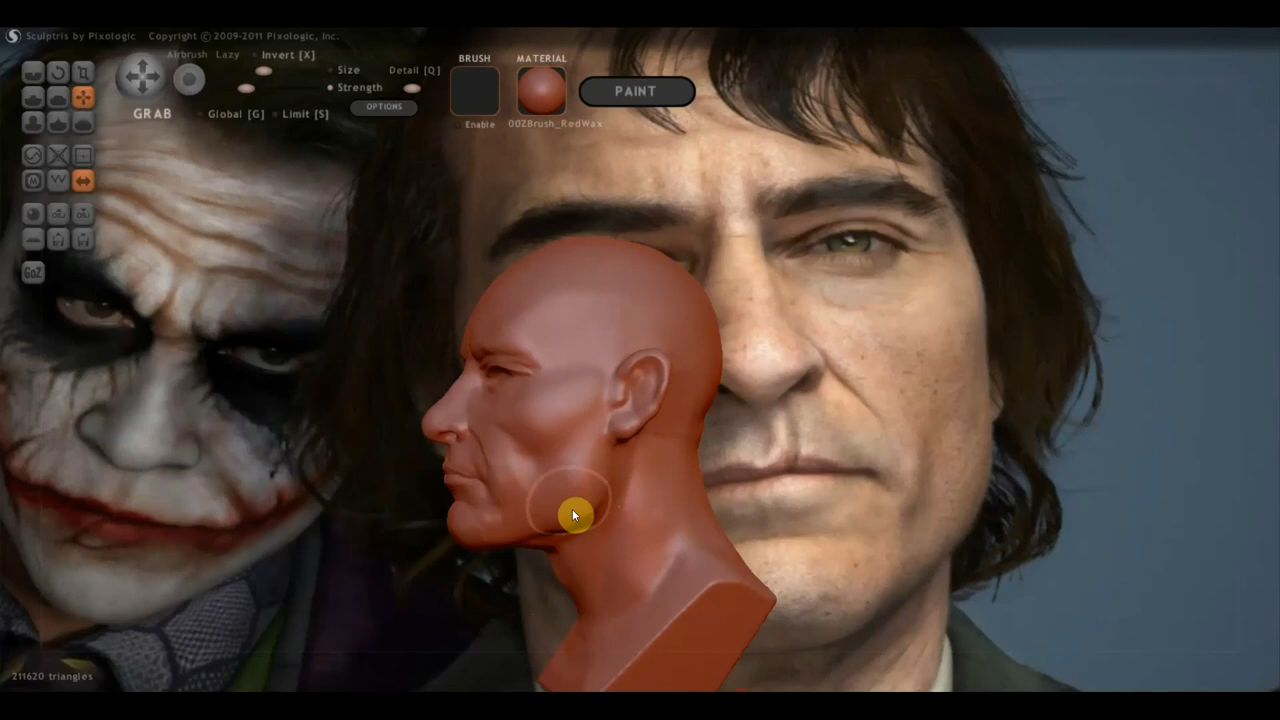 Sculptris by Pixologic Copyright © 2009-2011 Pixologic, Inc.
Airbrush Lazy Invert [X]
BRUSH MATERIAL
Size Detail [Q]
Strength
PAINT
OPTIONS
GRAB Global [G] Limit [S]
Enable 00ZBrush_RedWax
GoZ
211620 triangles